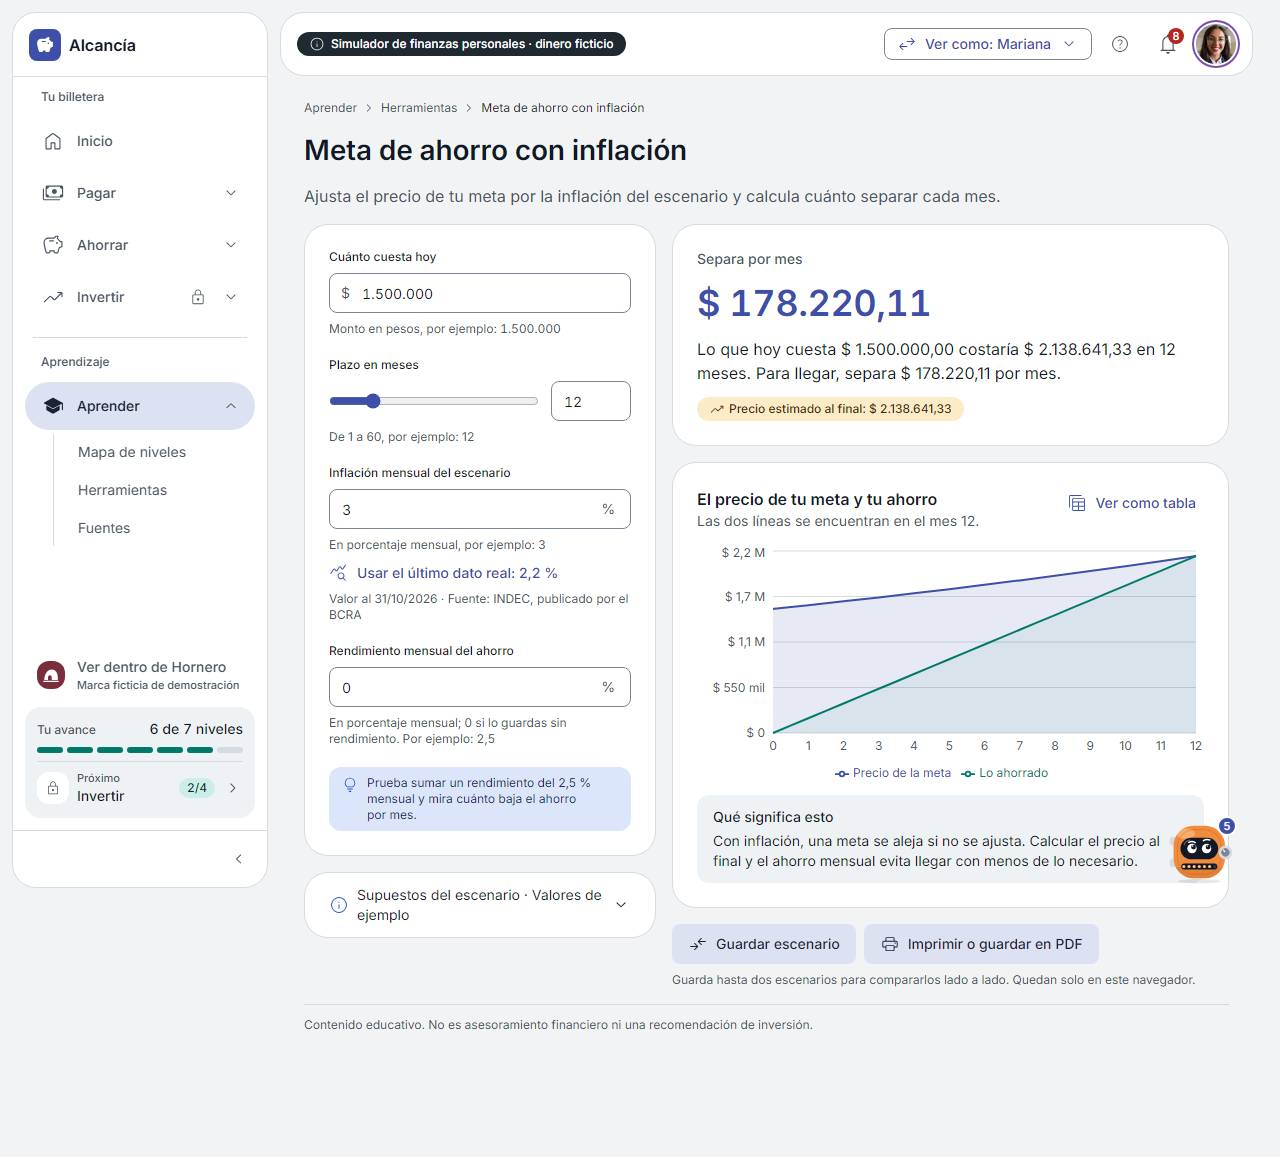 Alcancía
Simulador de finanzas personales · dinero ficticio
Ver como: Mariana
8
Tu billetera
Inicio
Pagar
Ahorrar
Invertir
Aprendizaje
Aprender
Mapa de niveles
Herramientas
Fuentes
Ver dentro de Hornero
Marca ficticia de demostración
Tu avance
6 de 7 niveles
Próximo
Invertir
2/4
Aprender
Herramientas
Meta de ahorro con inflación
Meta de ahorro con inflación
Ajusta el precio de tu meta por la inflación del escenario y calcula cuánto separar cada mes.
Cuánto cuesta hoy
$ 1.500.000
Monto en pesos, por ejemplo: 1.500.000
Plazo en meses
12
De 1 a 60, por ejemplo: 12
Inflación mensual del escenario
3 %
En porcentaje mensual, por ejemplo: 3
Usar el último dato real: 2,2 %
Valor al 31/10/2026 · Fuente: INDEC, publicado por el
BCRA
Rendimiento mensual del ahorro
0 %
En porcentaje mensual; 0 si lo guardas sin
rendimiento. Por ejemplo: 2,5
Prueba sumar un rendimiento del 2,5 %
mensual y mira cuánto baja el ahorro
por mes.
Supuestos del escenario · Valores de
ejemplo
Separa por mes
$ 178.220,11
Lo que hoy cuesta $ 1.500.000,00 costaría $ 2.138.641,33 en 12
meses. Para llegar, separa $ 178.220,11 por mes.
Precio estimado al final: $ 2.138.641,33
El precio de tu meta y tu ahorro
Las dos líneas se encuentran en el mes 12.
Ver como tabla
$ 2,2 M
$ 1,7 M
$ 1,1 M
$ 550 mil
$ 0
0 1 2 3 4 5 6 7 8 9 10 11 12
Precio de la meta
Lo ahorrado
Qué significa esto
Con inflación, una meta se aleja si no se ajusta. Calcular el precio al
final y el ahorro mensual evita llegar con menos de lo necesario.
5
Guardar escenario
Imprimir o guardar en PDF
Guarda hasta dos escenarios para compararlos lado a lado. Quedan solo en este navegador.
Contenido educativo. No es asesoramiento financiero ni una recomendación de inversión.